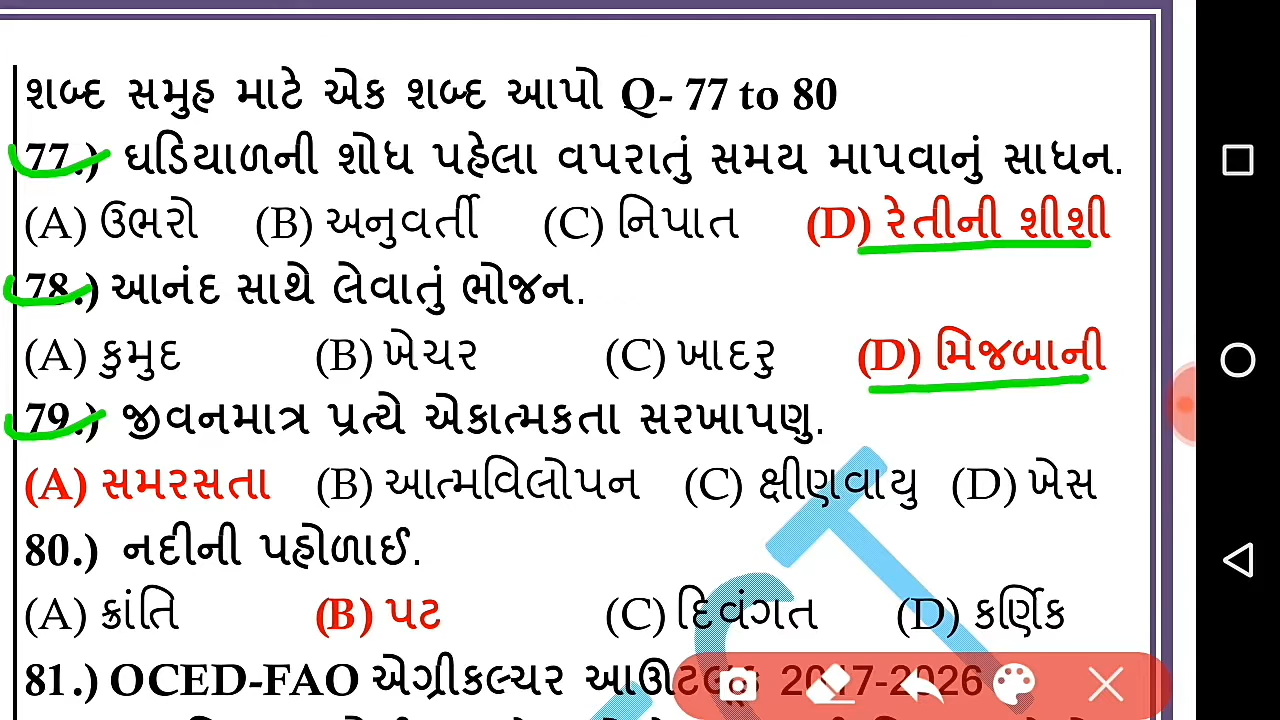 શબ્દ સમુહ માટે એક શબ્દ આપો Q- 77 to 80
77.) ઘડિયાળની શોધ પહેલા વપરાતું સમય માપવાનું સાધન.
(A) ઉભરો (B) અનુવર્તી (C) નિપાત (D) રેતીની શીશી
78.) આનંદ સાથે લેવાતું ભોજન.
(A) કુમુદ (B) ખેચર (C) ખાદરુ (D) મિજબાની
79.) જીવનમાત્ર પ્રત્યે એકાત્મકતા સરખાપણુ.
(A) સમરસતા (B) આત્મવિલોપન (C) ક્ષીણવાયુ (D) ખેસ
80.) નદીની પહોળાઈ.
(A) ક્રાંતિ (B) પટ (C) દિવંગત (D) કર્ણિક
81.) OCED-FAO એગ્રીકલ્ચર આઊટલૂક 2017-2026